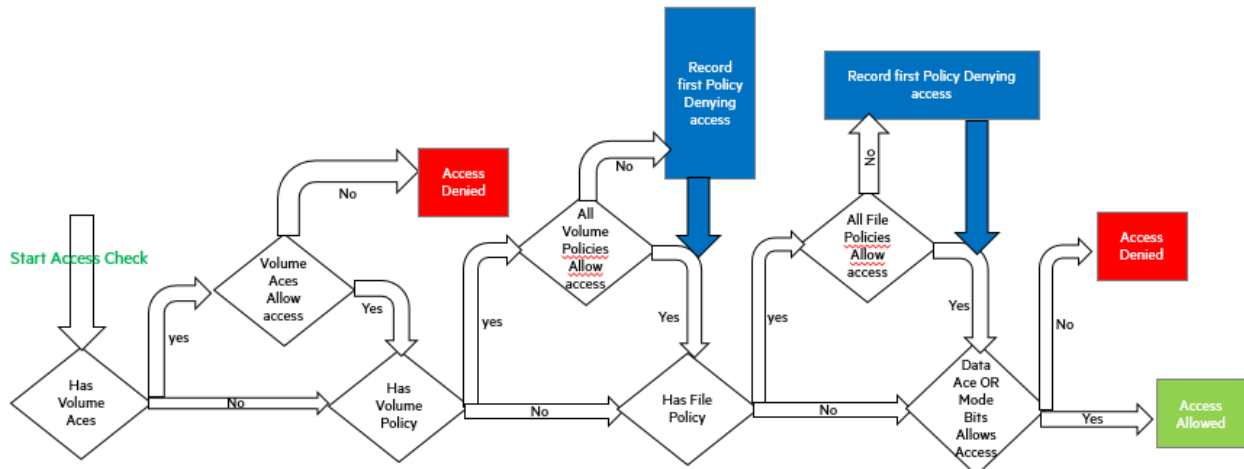 Record
first Policy
Denying
access
Record first Policy Denying
access
No
Access
Denied
No
No
All
Volume
Policies
Allow
access
All File
Policies
Allow
access
Access
Denied
Start Access Check
Volume
Aces
Allow
access
yes
Yes
yes
Yes
yes
Yes
No
Has
Volume
Aces
No
Has
Volume
Policy
No
Has File
Policy
No
Data
Ace OR
Mode
Bits
Allows
Access
Yes
Access
Allowed